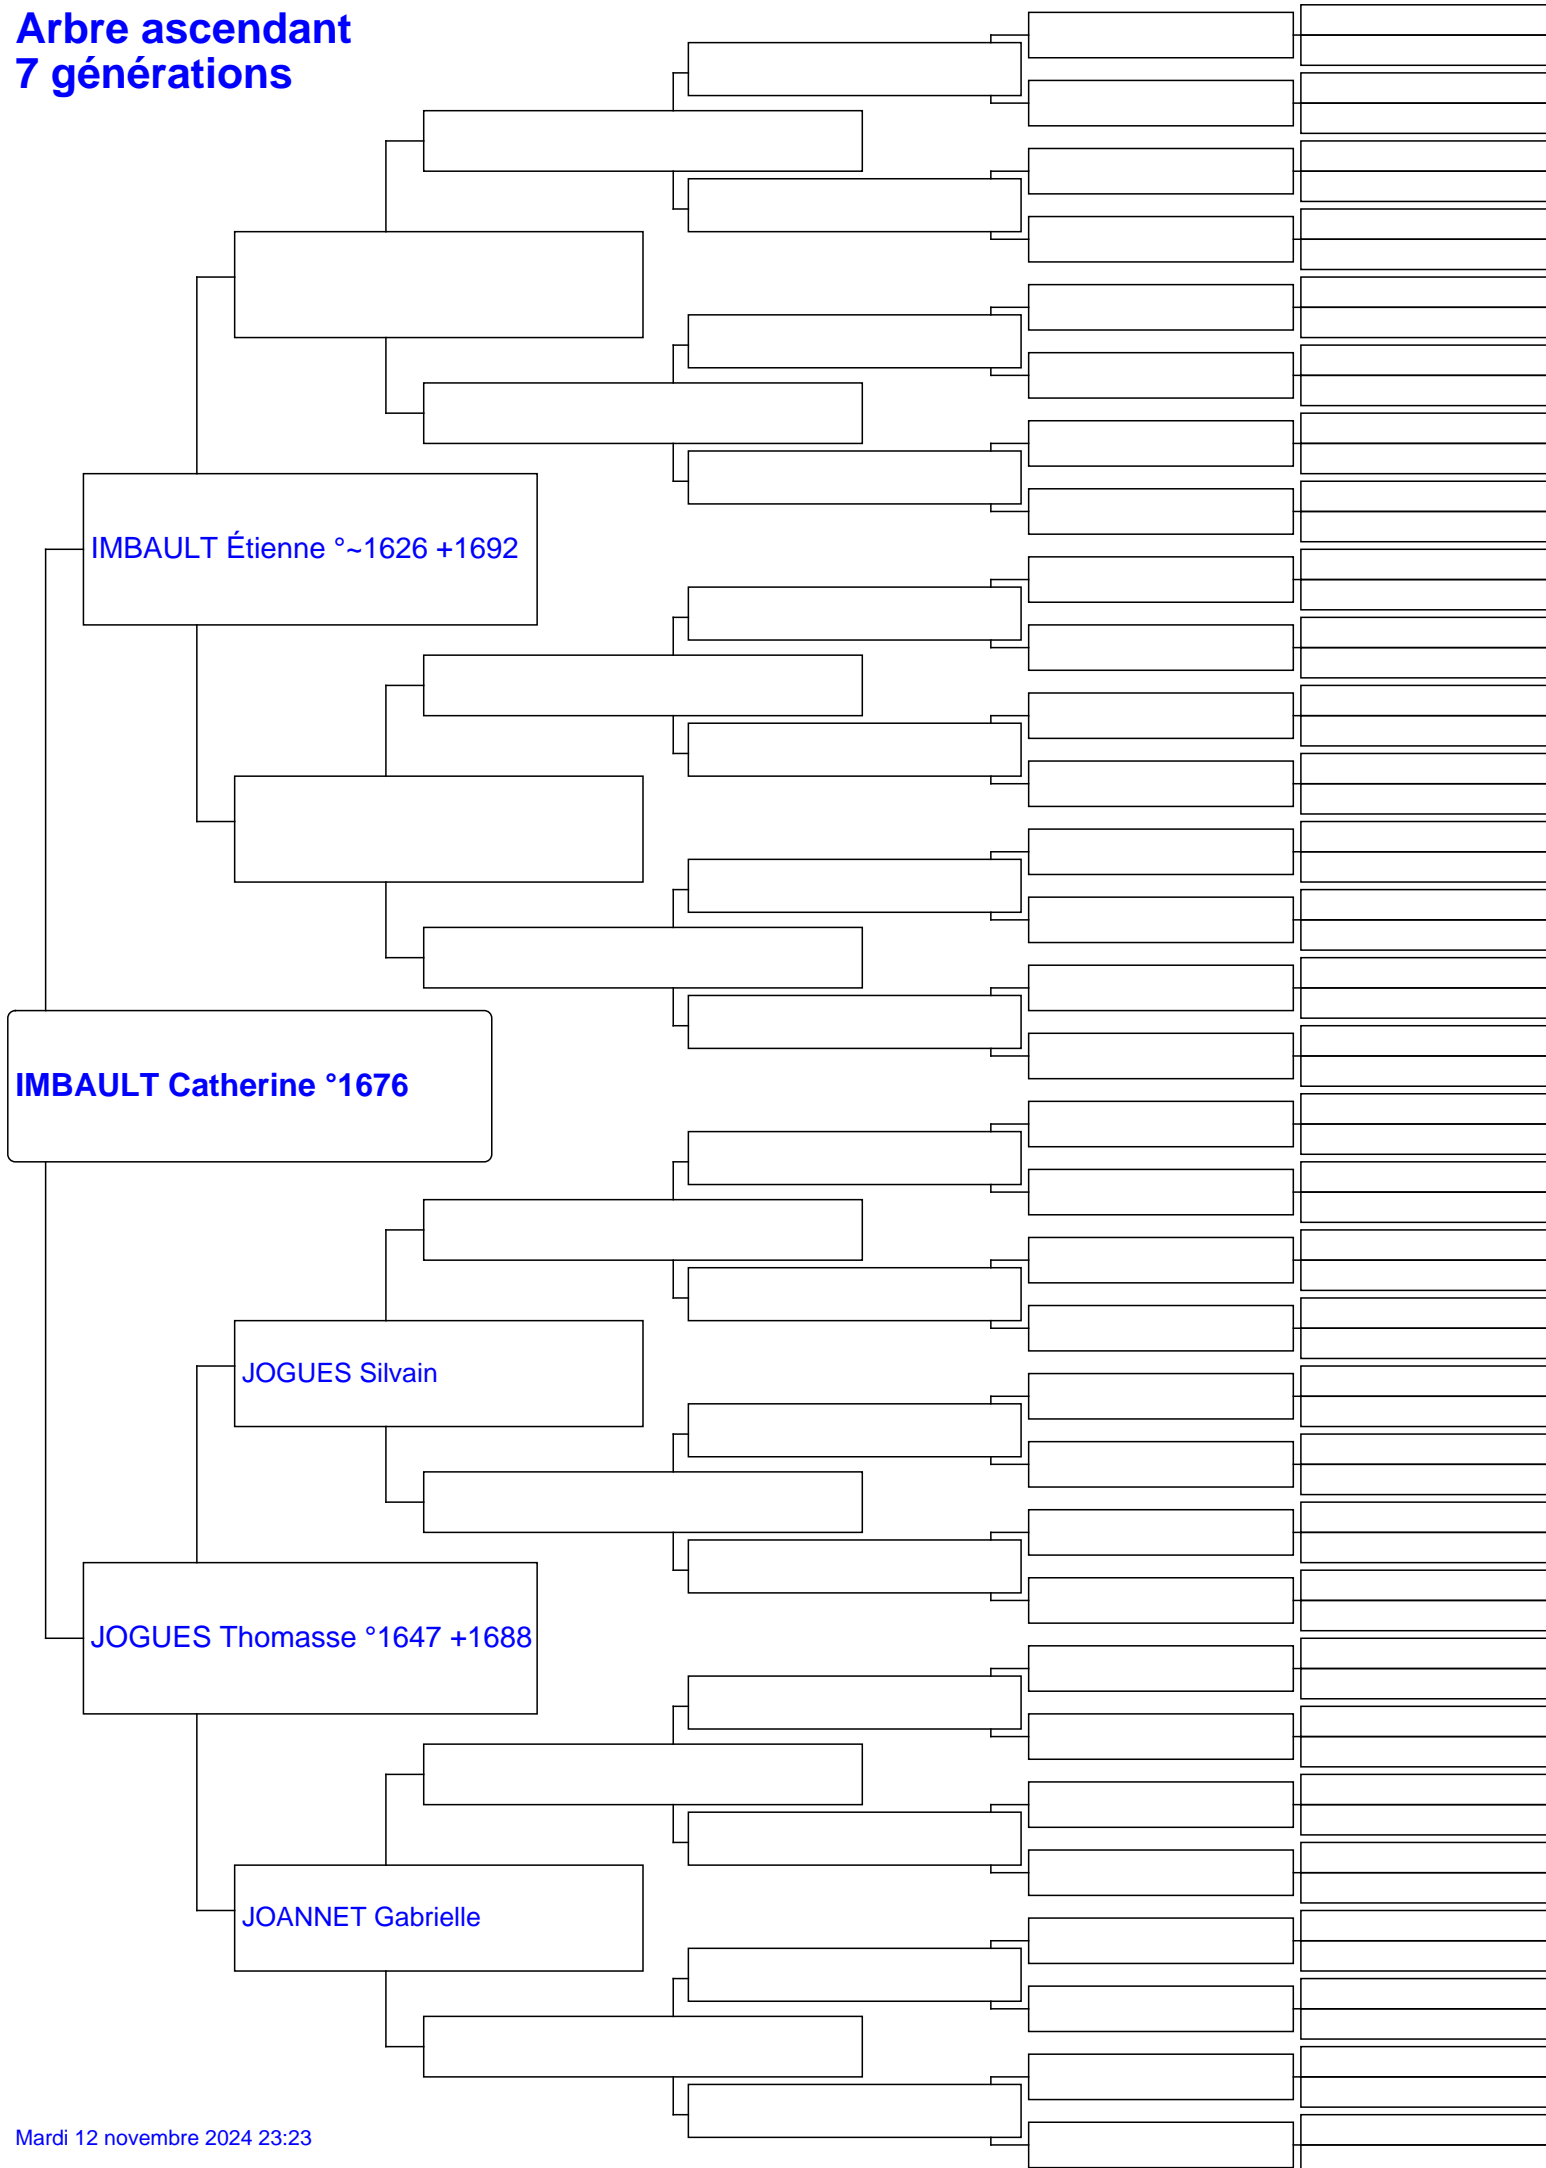 Arbre ascendant
7 générations
IMBAULT Étienne °~1626 +1692
IMBAULT Catherine °1676
JOGUES Silvain
JOGUES Thomasse °1647 +1688
JOANNET Gabrielle
Mardi 12 novembre 2024 23:23